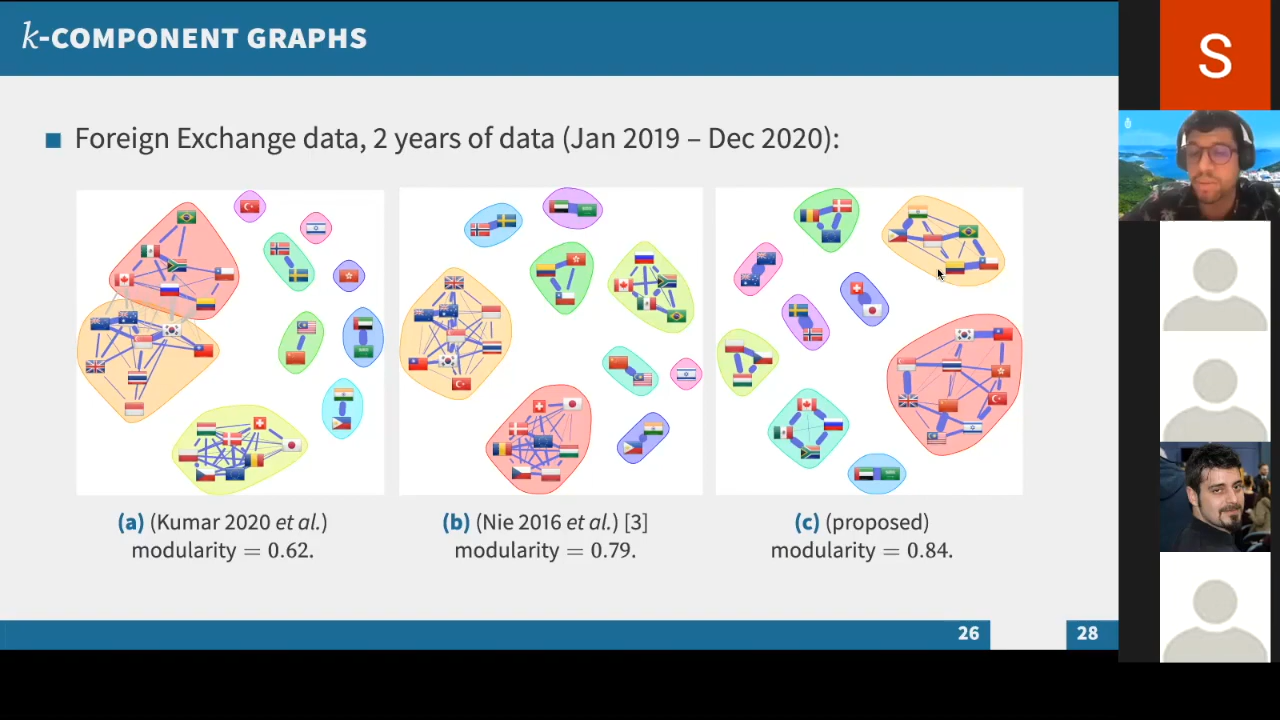 k-COMPONENT GRAPHS
S
Foreign Exchange data, 2 years of data (Jan 2019 – Dec 2020):
(a) (Kumar 2020 et al.)
modularity = 0.62.
(b) (Nie 2016 et al.) [3]
modularity = 0.79.
(c) (proposed)
modularity = 0.84.
26
28